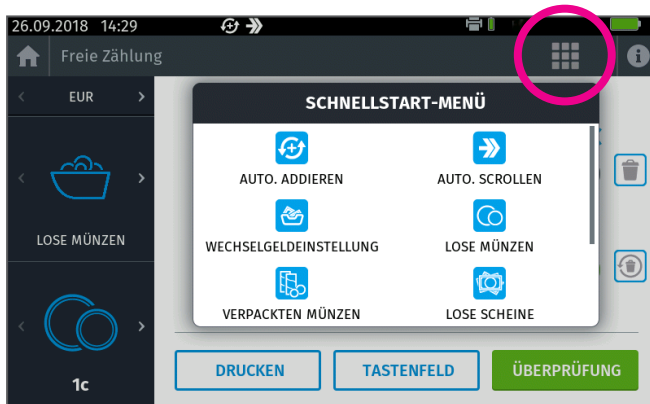 26.09.2018 14:29
Freie Zählung
EUR
SCHNELLSTART-MENÜ
AUTO. ADDIEREN
AUTO. SCROLLEN
WECHSELGELDEINSTELLUNG
LOSE MÜNZEN
VERPACKTEN MÜNZEN
LOSE SCHEINE
LOSE MÜNZEN
1c
DRUCKEN
TASTENFELD
ÜBERPRÜFUNG